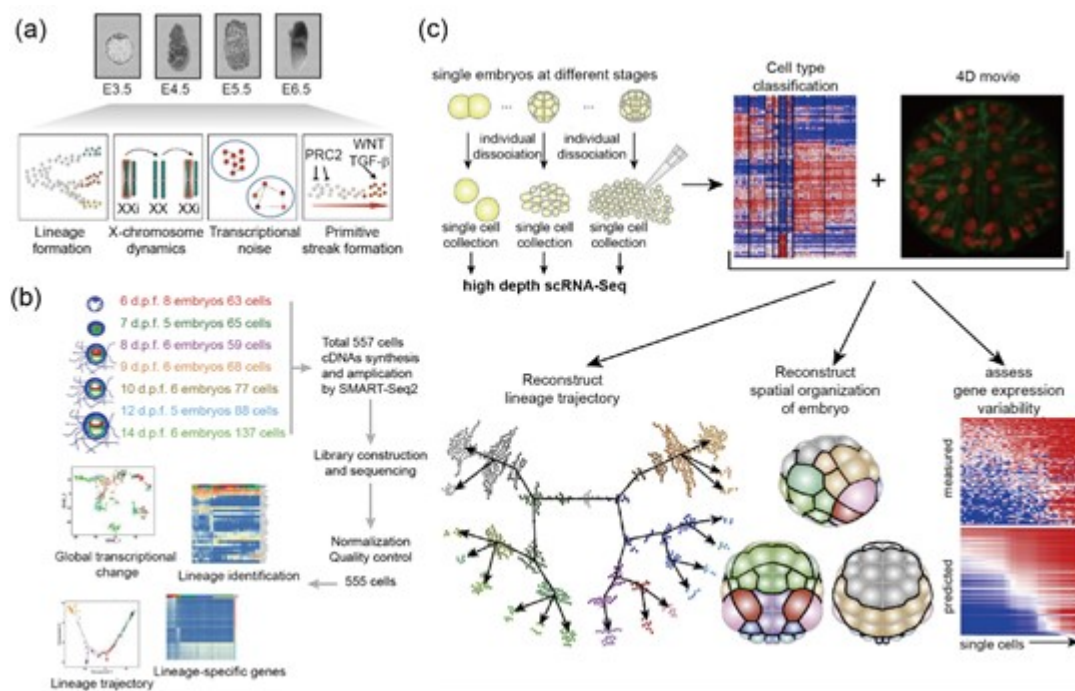 (a)
E3.5 E4.5 E5.5 E6.5
PRC2
WNT
TGF-β
XXi XX XXi
Lineage
formation
X-chromosome
dynamics
Transcriptional
noise
Primitive
streak formation
(b)
6 d.p.f. 8 embryos 63 cells
7 d.p.f. 5 embryos 65 cells
8 d.p.f. 6 embryos 59 cells
9 d.p.f. 6 embryos 68 cells
10 d.p.f. 6 embryos 77 cells
12 d.p.f. 5 embryos 88 cells
14 d.p.f. 6 embryos 137 cells
Total 557 cells
cDNAs synthesis
and amplication
by SMART-Seq2
Library construction
and sequencing
Normalization
Quality control
555 cells
Global transcriptional
change
Lineage identification
Lineage trajectory
Lineage-specific genes
(c)
single embryos at different stages
... ...
individual
dissociation
individual
dissociation
single cell
collection
single cell
collection
single cell
collection
high depth scRNA-Seq
Cell type
classification
+
4D movie
Reconstruct
lineage trajectory
Reconstruct
spatial organization
of embryo
assess
gene expression
variability
measured
predicted
single cells